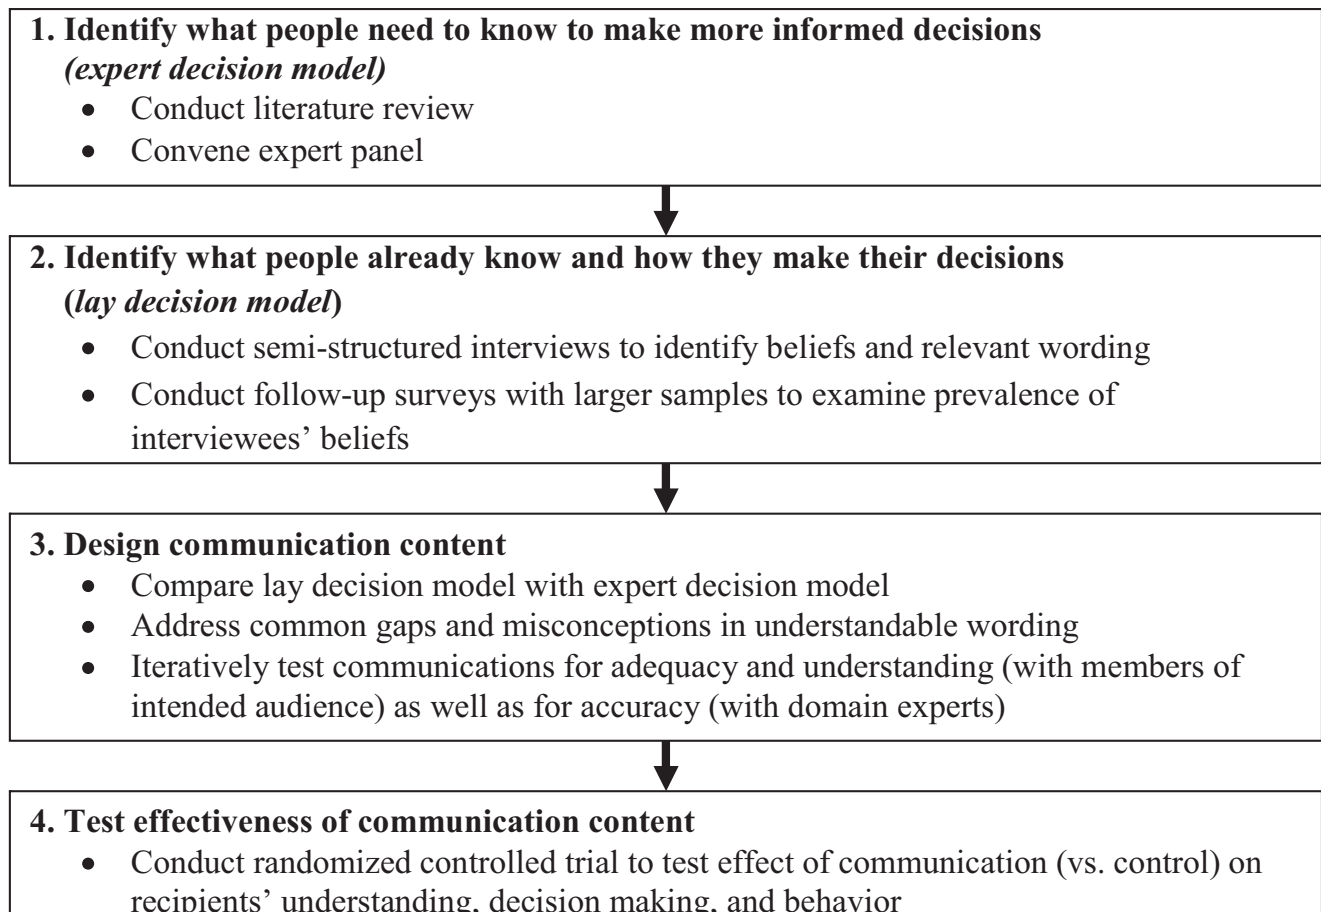 1. Identify what people need to know to make more informed decisions
(expert decision model)
• Conduct literature review
• Convene expert panel
2. Identify what people already know and how they make their decisions
(lay decision model)
• Conduct semi-structured interviews to identify beliefs and relevant wording
• Conduct follow-up surveys with larger samples to examine prevalence of
interviewees’ beliefs
3. Design communication content
• Compare lay decision model with expert decision model
• Address common gaps and misconceptions in understandable wording
• Iteratively test communications for adequacy and understanding (with members of
intended audience) as well as for accuracy (with domain experts)
4. Test effectiveness of communication content
• Conduct randomized controlled trial to test effect of communication (vs. control) on
recipients’ understanding, decision making, and behavior